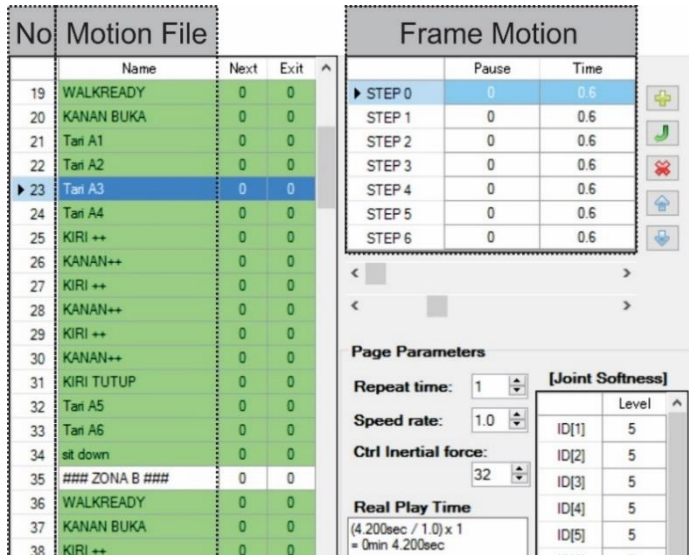 No Motion File
Name Next Exit
19 WALKREADY 0 0
20 KANAN BUKA 0 0
21 Tari A1 0 0
22 Tari A2 0 0
23 Tari A3 0 0
24 Tari A4 0 0
25 KIRI ++ 0 0
26 KANAN++ 0 0
27 KIRI ++ 0 0
28 KANAN++ 0 0
29 KIRI ++ 0 0
30 KANAN++ 0 0
31 KIRI TUTUP 0 0
32 Tari A5 0 0
33 Tari A6 0 0
34 sit down 0 0
35 ### ZONA B ### 0 0
36 WALKREADY 0 0
37 KANAN BUKA 0 0
38 KIRI ++ 0 0
Frame Motion
Pause Time
STEP 0 0 0.6
STEP 1 0 0.6
STEP 2 0 0.6
STEP 3 0 0.6
STEP 4 0 0.6
STEP 5 0 0.6
STEP 6 0 0.6
Page Parameters
Repeat time: 1
Speed rate: 1.0
Ctrl Inertial force:
32
Real Play Time
(4.200sec / 1.0) x 1
= 0min 4.200sec
[Joint Softness]
Level
ID[1] 5
ID[2] 5
ID[3] 5
ID[4] 5
ID[5] 5